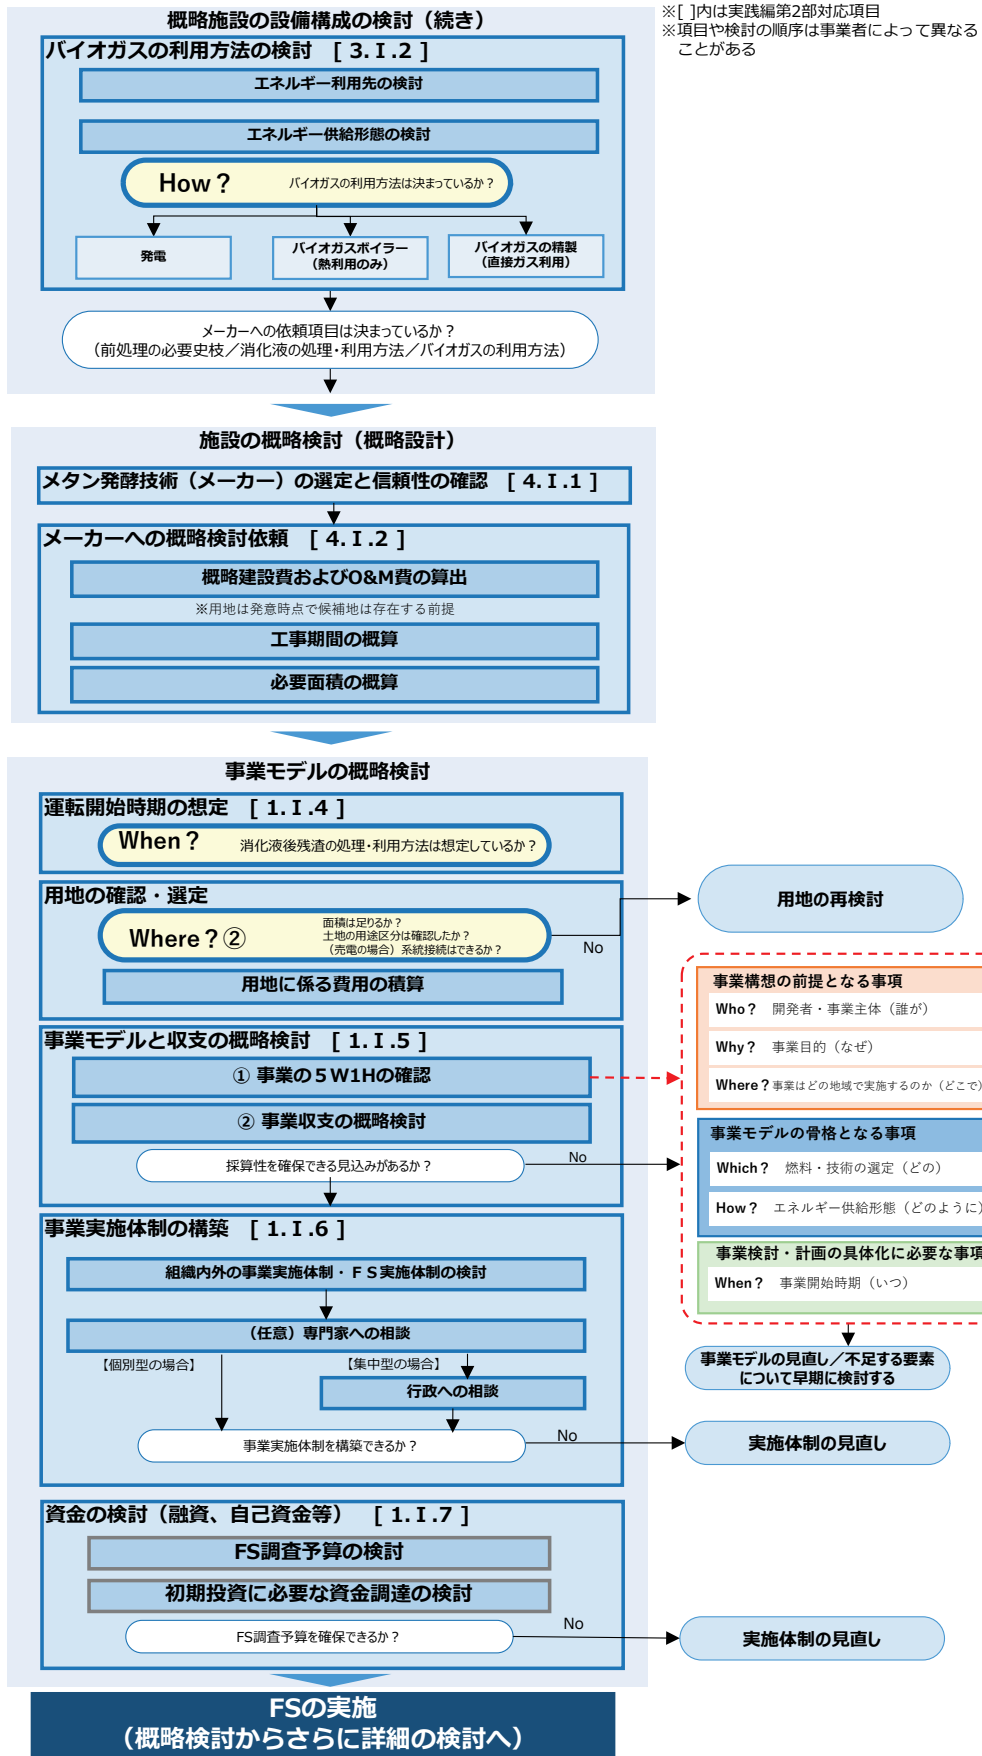 概略施設の設備構成の検討（続き）
※[ ]内は実践編第2部対応項目
※項目や検討の順序は事業者によって異なる
ことがある
バイオガスの利用方法の検討　[ 3.Ⅰ.2 ]
エネルギー利用先の検討
エネルギー供給形態の検討
How？　バイオガスの利用方法は決まっているか？
発電
バイオガスボイラー
（熱利用のみ）
バイオガスの精製
（直接ガス利用）
メーカーへの依頼項目は決まっているか？
（前処理の必要史枝／消化液の処理・利用方法／バイオガスの利用方法）
施設の概略検討（概略設計）
メタン発酵技術（メーカー）の選定と信頼性の確認　[ 4.Ⅰ.1 ]
メーカーへの概略検討依頼　[ 4.Ⅰ.2 ]
概略建設費およびO&M費の算出
※用地は発意時点で候補地は存在する前提
工事期間の概算
必要面積の概算
事業モデルの概略検討
運転開始時期の想定　[ 1.Ⅰ.4 ]
When？　消化液後残渣の処理・利用方法は想定しているか？
用地の確認・選定
Where？②
面積は足りるか？
土地の用途区分は確認したか？
（売電の場合）系統接続はできるか？
No
用地の再検討
用地に係る費用の積算
事業モデルと収支の概略検討　[ 1.Ⅰ.5 ]
① 事業の５W1Hの確認
② 事業収支の概略検討
採算性を確保できる見込みがあるか？
No
事業構想の前提となる事項
Who？　開発者・事業主体（誰が）
Why？　事業目的（なぜ）
Where？事業はどの地域で実施するのか（どこで）
事業モデルの骨格となる事項
Which？　燃料・技術の選定（どの）
How？　エネルギー供給形態（どのように）
事業検討・計画の具体化に必要な事項
When？　事業開始時期（いつ）
事業モデルの見直し／不足する要素
について早期に検討する
事業実施体制の構築　[ 1.Ⅰ.6 ]
組織内外の事業実施体制・ＦＳ実施体制の検討
（任意）専門家への相談
【個別型の場合】
【集中型の場合】
行政への相談
事業実施体制を構築できるか？
No
実施体制の見直し
資金の検討（融資、自己資金等）　[ 1.Ⅰ.7 ]
FS調査予算の検討
初期投資に必要な資金調達の検討
FS調査予算を確保できるか？
No
実施体制の見直し
FSの実施
（概略検討からさらに詳細の検討へ）